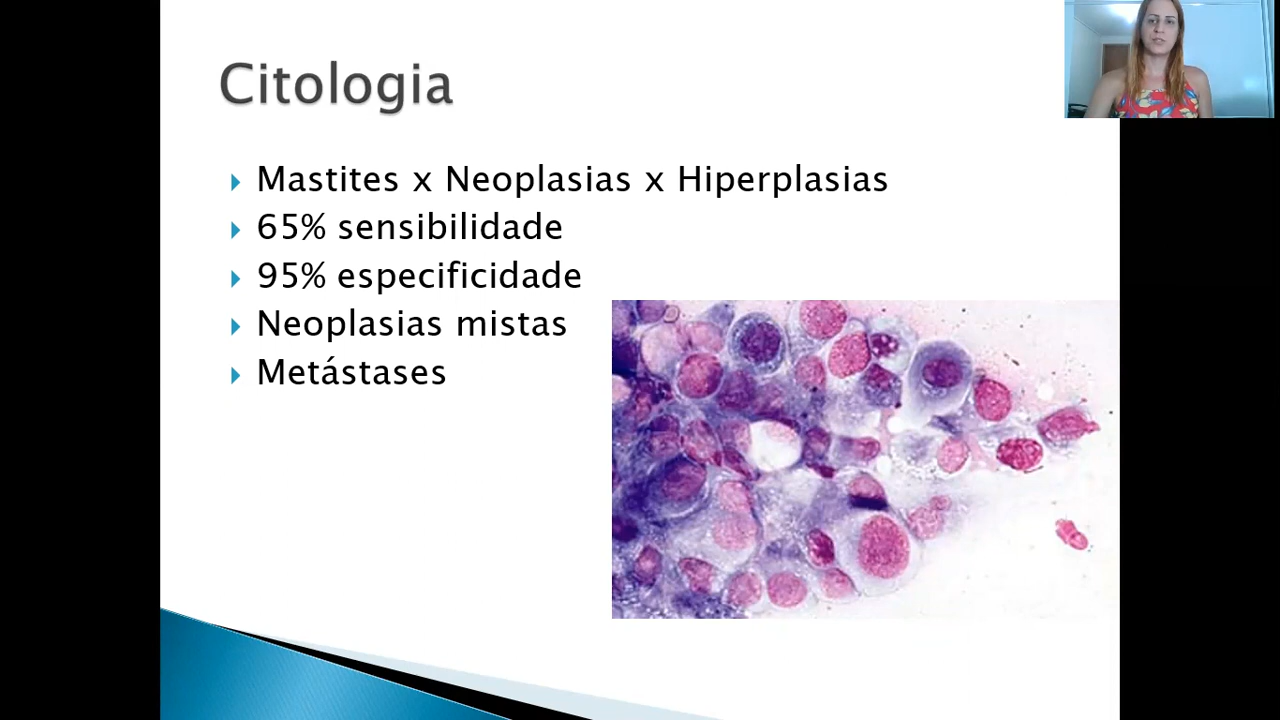 Citologia
Mastites x Neoplasias x Hiperplasias
65% sensibilidade
95% especificidade
Neoplasias mistas
Metástases